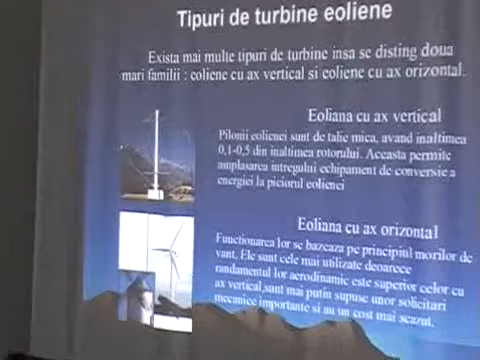 Tipuri de turbine eoliene
Exista mai multe tipuri de turbine insa se disting doua
mari familii : eoliene cu ax vertical si eoliene cu ax orizontal.
Eoliana cu ax vertical
Pilonii eolienei sunt de talie mica, avand inaltimea
0,1-0,5 din inaltimea rotorului. Aceasta permite
amplasarea intregului echipament de conversie a
energiei la piciorul eolienei
Eoliana cu ax orizontal
Functionarea lor se bazeaza pe principiul morilor de
vant. Ele sunt cele mai utilizate deoarece
randamentul lor aerodinamic este superior celor cu
ax vertical,sunt mai putin supuse unor solicitari
mecanice importante si au un cost mai scazut.